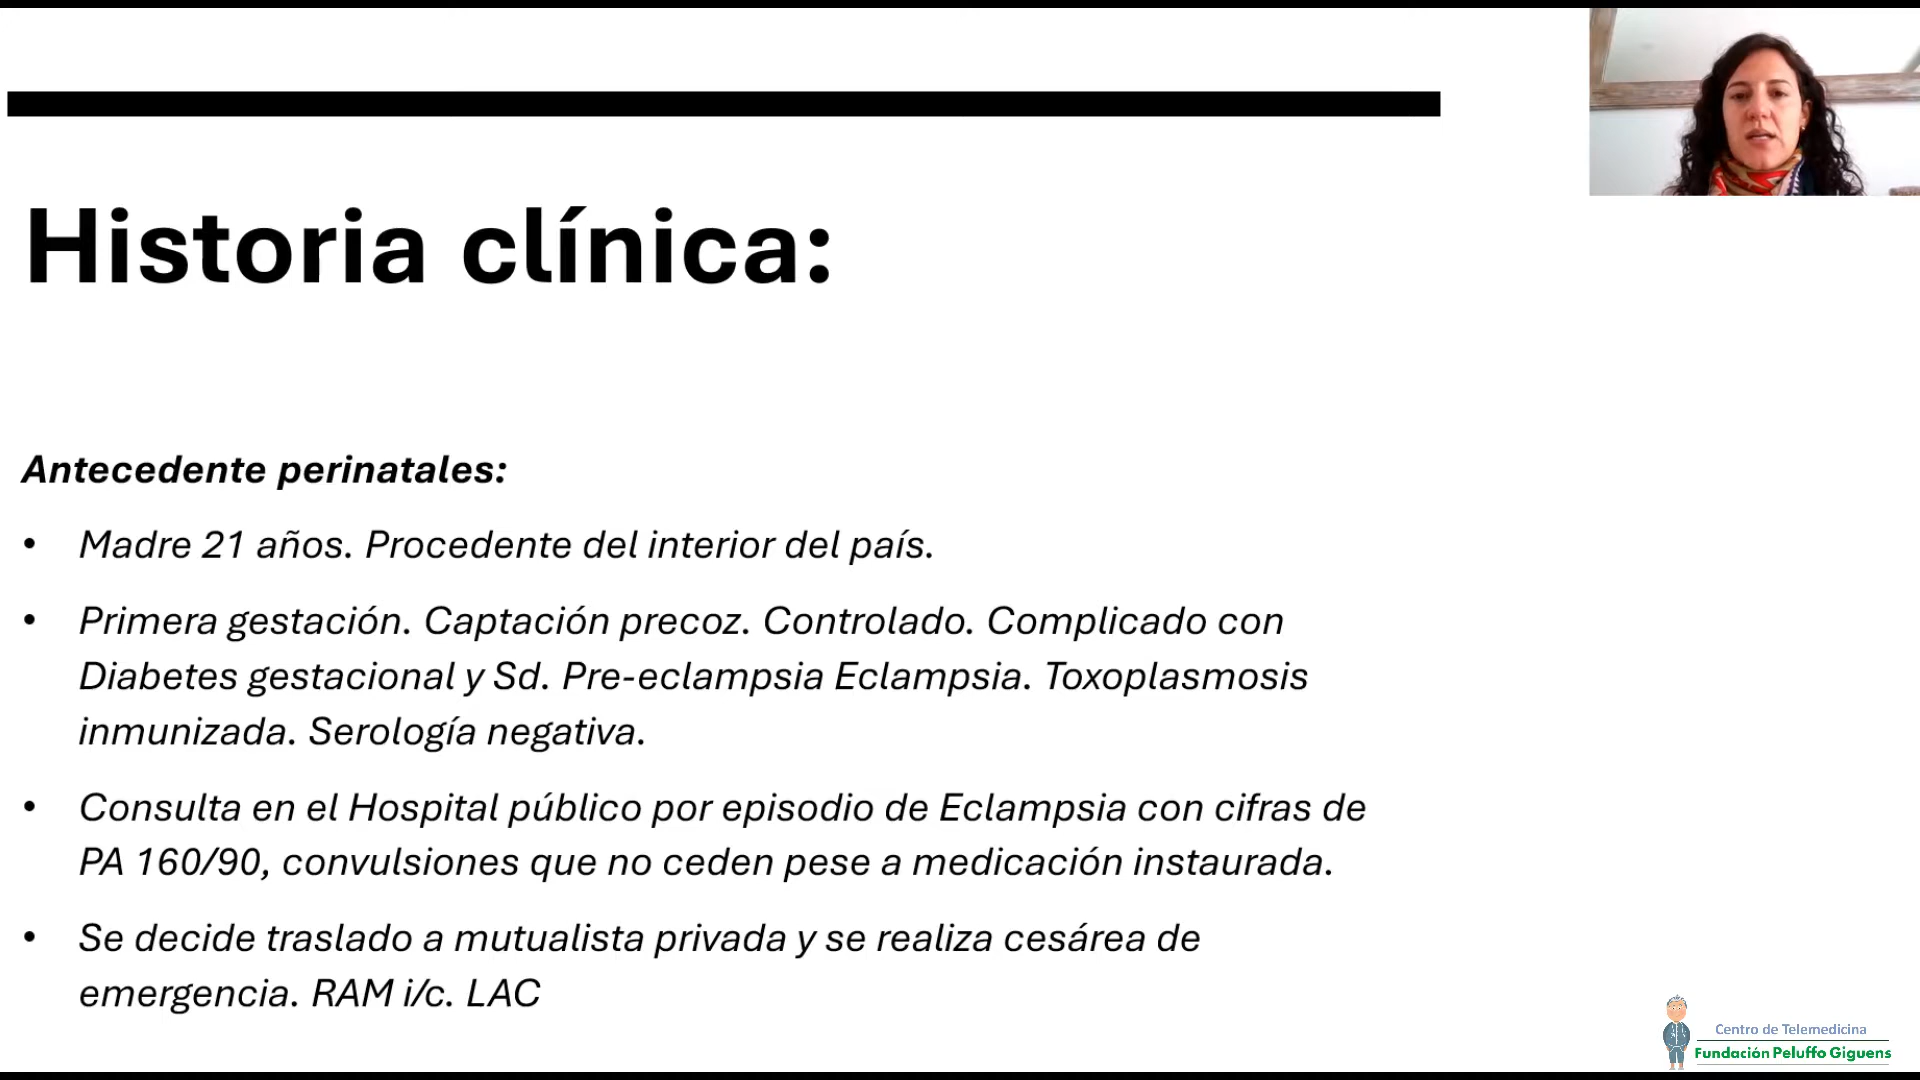 Historia clínica:
Antecedente perinatales:
• Madre 21 años. Procedente del interior del país.
• Primera gestación. Captación precoz. Controlado. Complicado con
Diabetes gestacional y Sd. Pre-eclampsia Eclampsia. Toxoplasmosis
inmunizada. Serología negativa.
• Consulta en el Hospital público por episodio de Eclampsia con cifras de
PA 160/90, convulsiones que no ceden pese a medicación instaurada.
• Se decide traslado a mutualista privada y se realiza cesárea de
emergencia. RAM i/c. LAC
Centro de Telemedicina
Fundación Peluffo Giguens